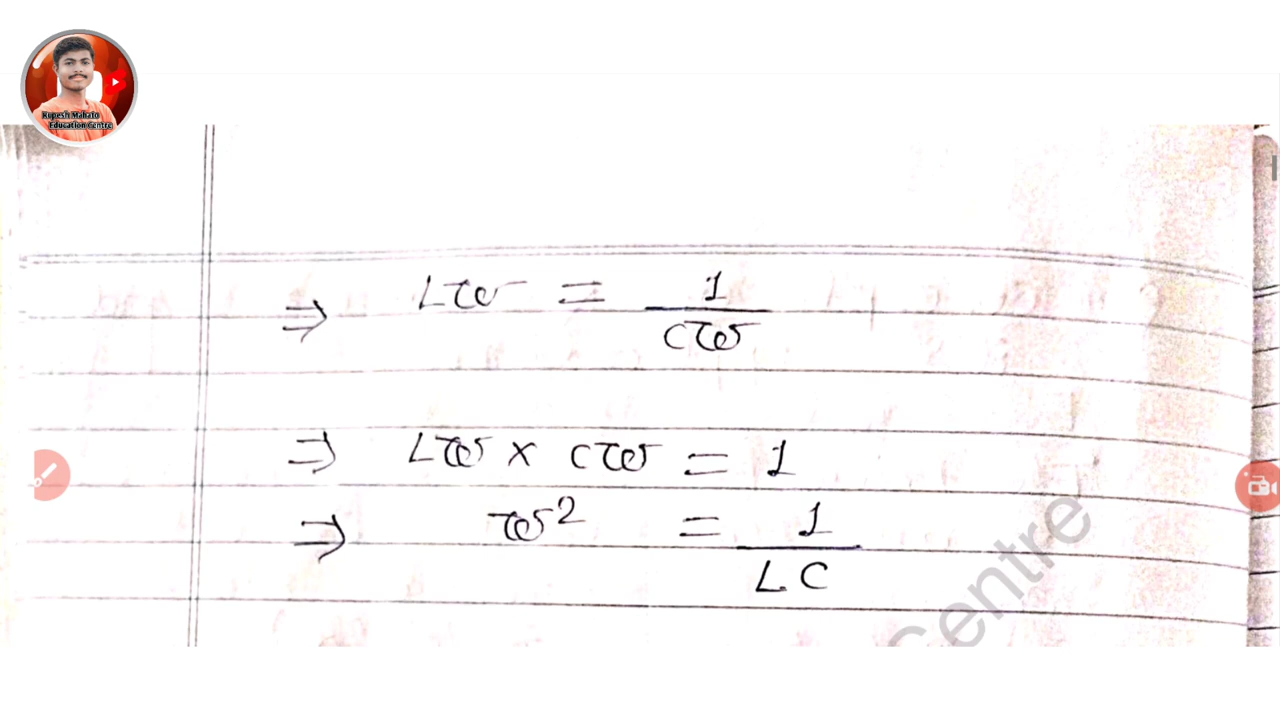 Rupesh Mahato
Education Centre
⇒ Lω = 1/Cω
⇒ Lω × Cω = 1
⇒ ω² = 1/LC
Centre